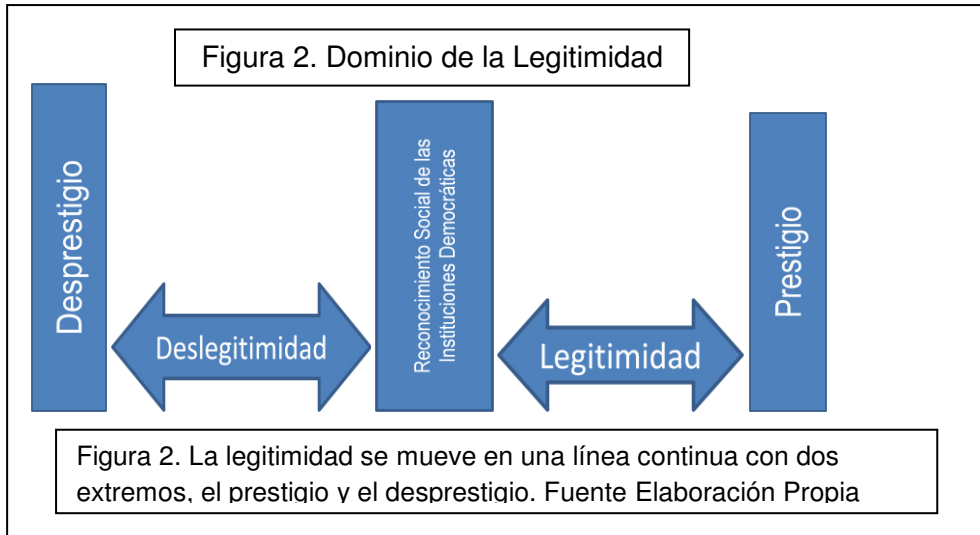 Figura 2. Dominio de la Legitimidad
Desprestigio
Deslegitimidad
Reconocimiento Social de las
Instituciones Democráticas
Legitimidad
Prestigio
Figura 2. La legitimidad se mueve en una línea continua con dos
extremos, el prestigio y el desprestigio. Fuente Elaboración Propia